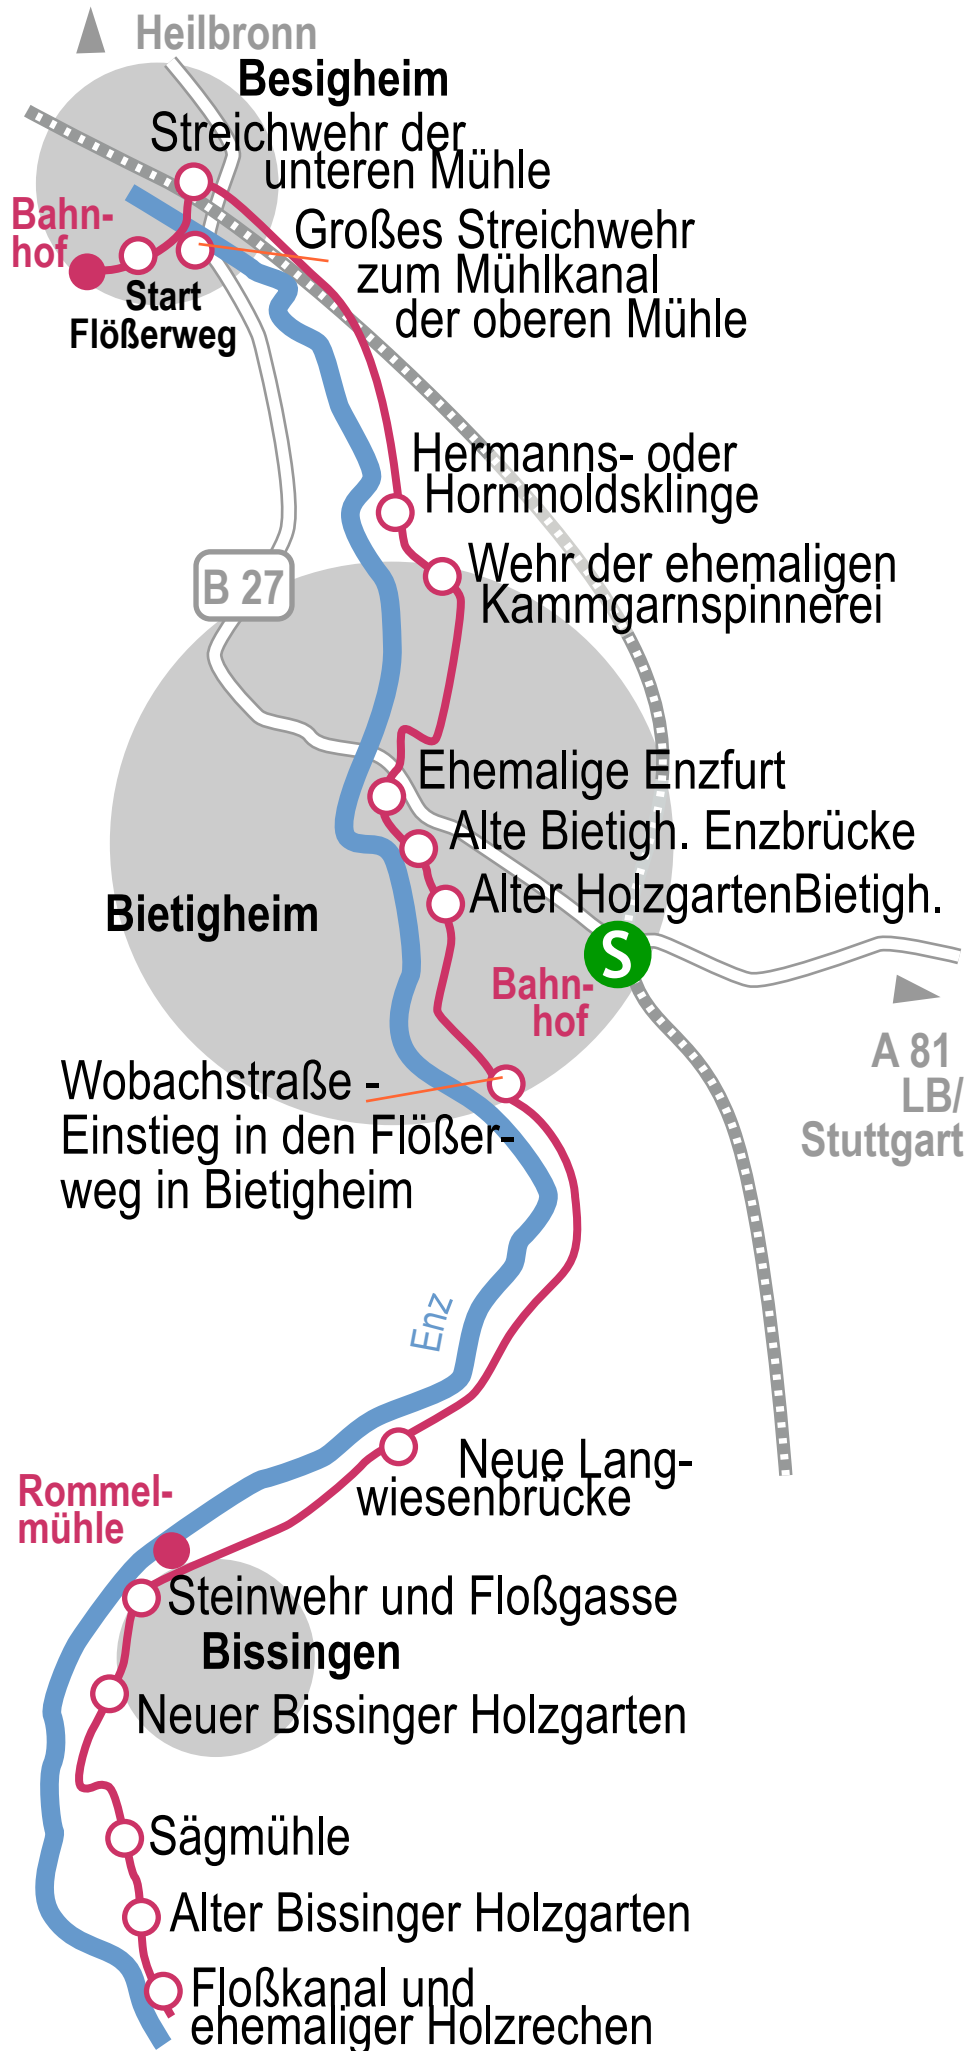 Heilbronn
Besigheim
Streichwehr der
unteren Mühle
Bahn-
hof
Großes Streichwehr
zum Mühlkanal
der oberen Mühle
Start
Flößerweg
Hermanns- oder
Hornmoldsklinge
Wehr der ehemaligen
Kammgarnspinnerei
B 27
Ehemalige Enzfurt
Alte Bietigh. Enzbrücke
Alter HolzgartenBietigh.
Bietigheim
S
Bahn-
hof
A 81
LB/
Stuttgart
Wobachstraße -
Einstieg in den Flößer-
weg in Bietigheim
Enz
Neue Lang-
wiesenbrücke
Rommel-
mühle
Steinwehr und Floßgasse
Bissingen
Neuer Bissinger Holzgarten
Sägmühle
Alter Bissinger Holzgarten
Floßkanal und
ehemaliger Holzrechen